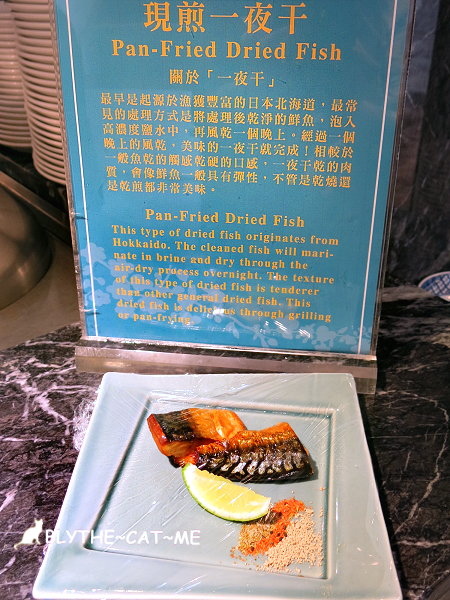 現煎一夜干
Pan-Fried Dried Fish
關於「一夜干」
最早是起源於漁獲豐富的日本北海道，最常
見的處理方式是將處理後乾淨的鮮魚，泡入
高濃度鹽水中，再風乾一個晚上。經過一個
晚上的風乾，美味的一夜干就完成！相較於
一般魚乾的觸感乾硬的口感，一夜干乾的肉
質，會像鮮魚一般具有彈性，不管是乾燒還
是乾煎都非常美味。
Pan-Fried Dried Fish
This type of dried fish originates from
Hokkaido. The cleaned fish will mari-
nate in brine and dry through the
air-dry process overnight. The texture
of this type of dried fish is tenderer
than other general dried fish. This
dried fish is delicious through grilling
or pan-frying.
BLYTHE~CAT~ME